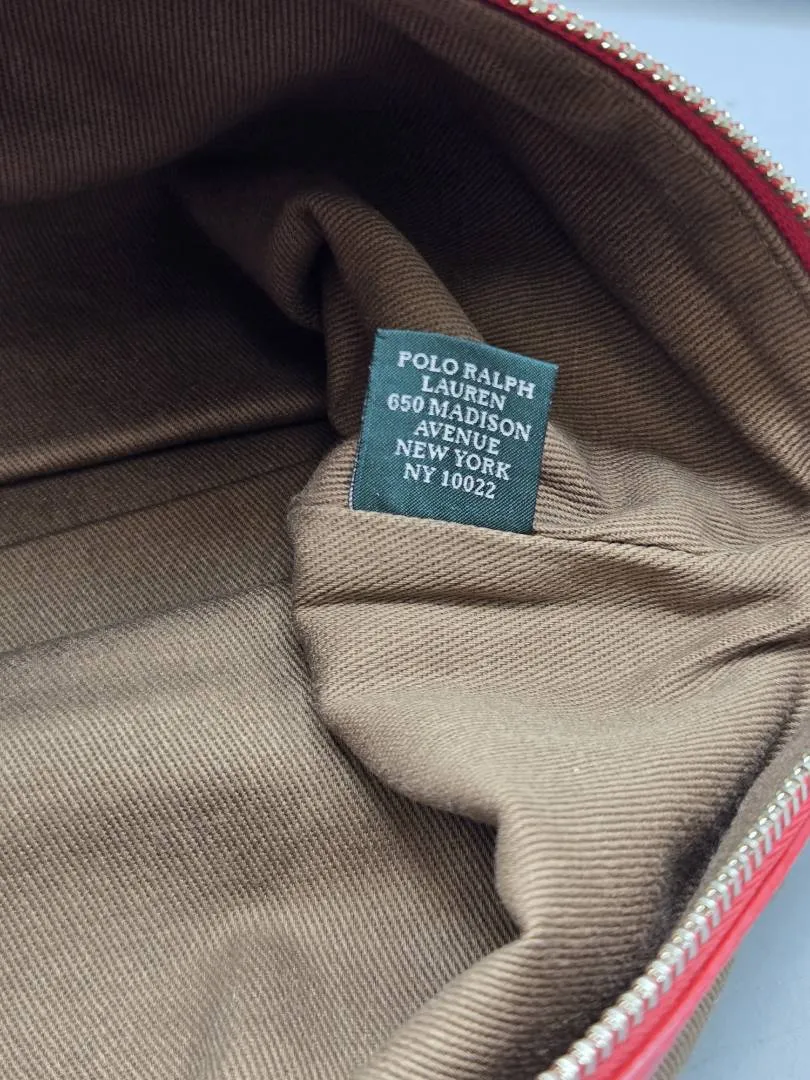 POLO RALPH
LAUREN
650 MADISON
AVENUE
NEW YORK
NY 10022